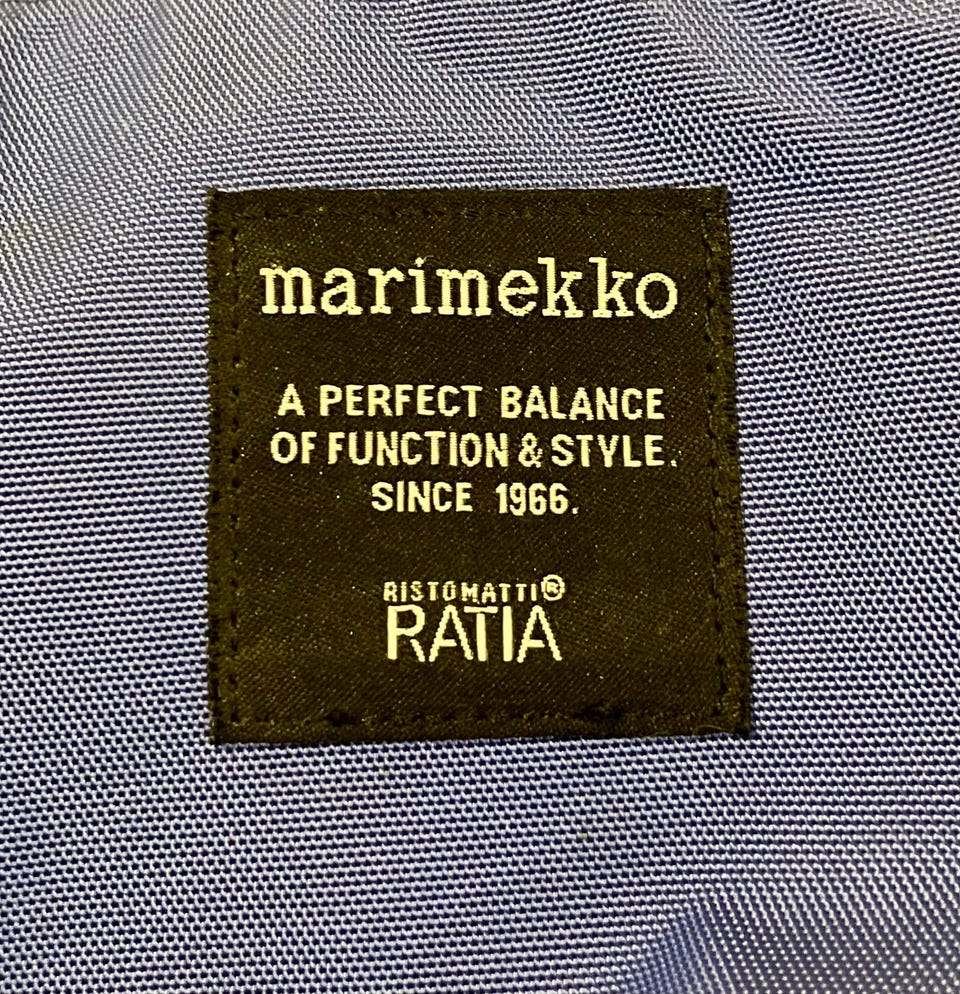 marimekko
A PERFECT BALANCE
OF FUNCTION & STYLE.
SINCE 1966.
RISTOMATTI®
RATIA